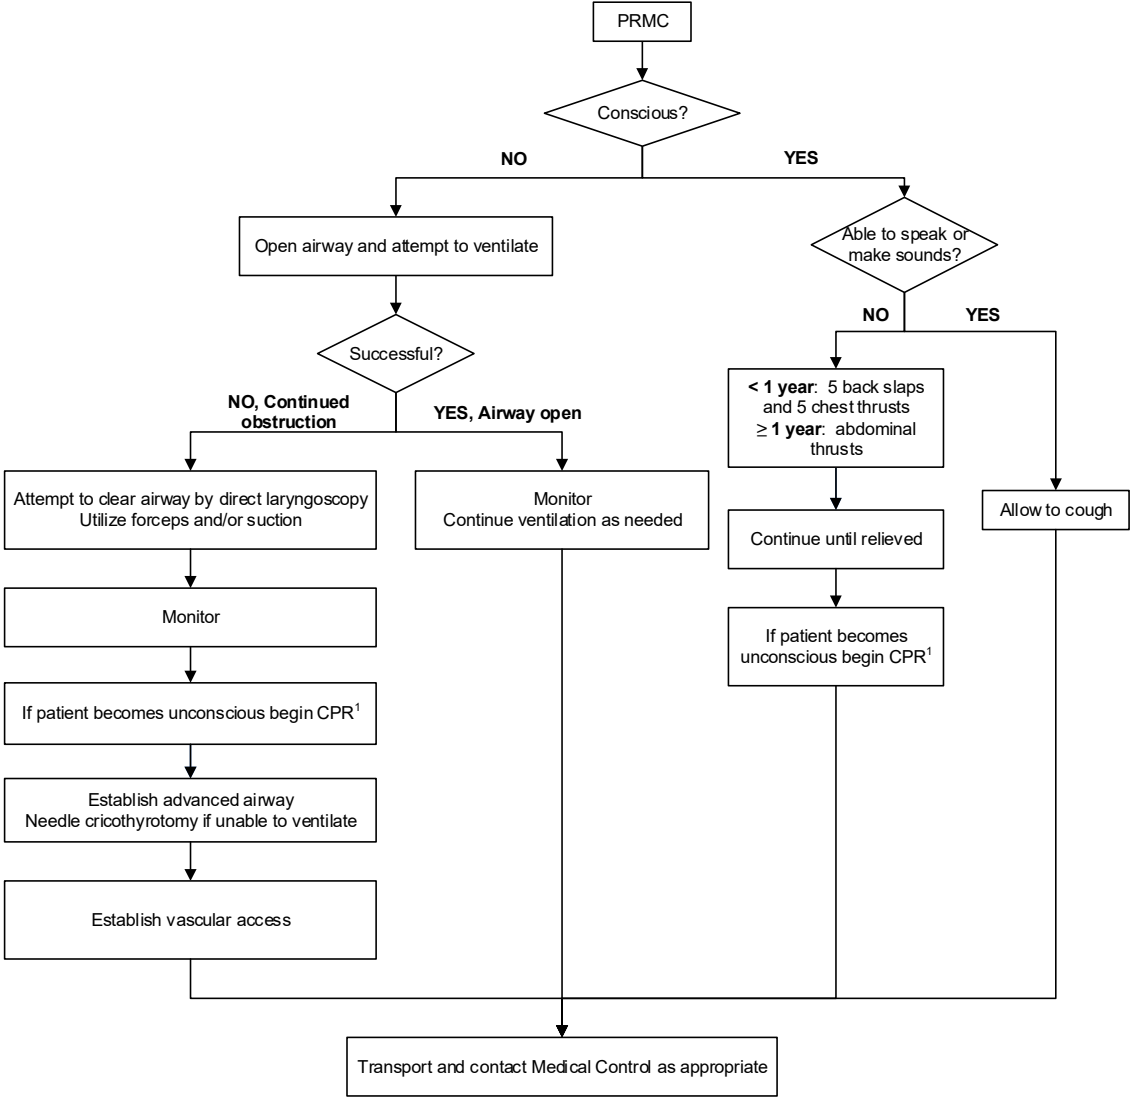 PRMC
Conscious?
NO
YES
Open airway and attempt to ventilate
Able to speak or
make sounds?
Successful?
NO
YES
NO, Continued
obstruction
YES, Airway open
< 1 year:  5 back slaps
and 5 chest thrusts
≥ 1 year:  abdominal
thrusts
Attempt to clear airway by direct laryngoscopy
Utilize forceps and/or suction
Monitor
Continue ventilation as needed
Continue until relieved
Allow to cough
Monitor
If patient becomes
unconscious begin CPR¹
If patient becomes unconscious begin CPR¹
Establish advanced airway
Needle cricothyrotomy if unable to ventilate
Establish vascular access
Transport and contact Medical Control as appropriate